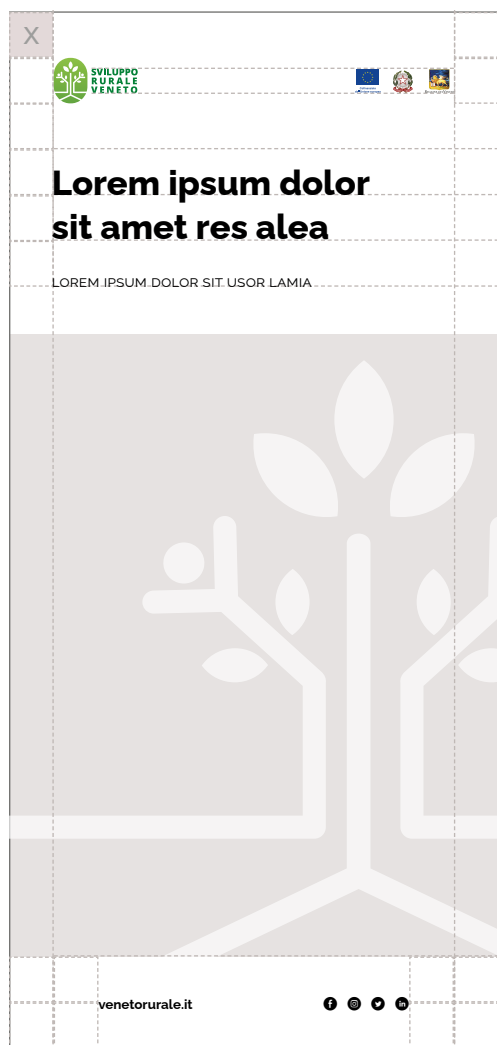 X
SVILUPPO
RURALE
VENETO
Lorem ipsum dolor
sit amet res alea
LOREM IPSUM DOLOR SIT USOR LAMIA
venetorurale.it